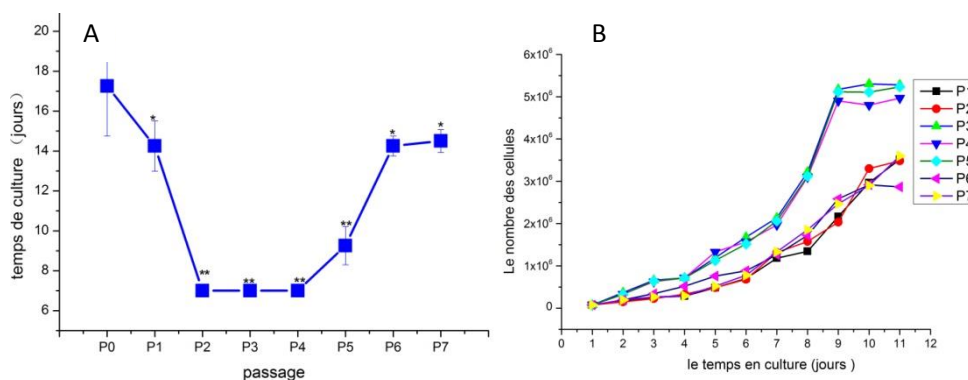 A
temps de culture （jours）
20
18
16
14
12
10
8
6
*
**
**
**
**
*
*
P0 P1 P2 P3 P4 P5 P6 P7
passage
B
Le nombre des cellules
6x10⁶
5x10⁶
4x10⁶
3x10⁶
2x10⁶
1x10⁶
0
0 1 2 3 4 5 6 7 8 9 10 11 12
le temps en culture (jours )
P1
P2
P3
P4
P5
P6
P7